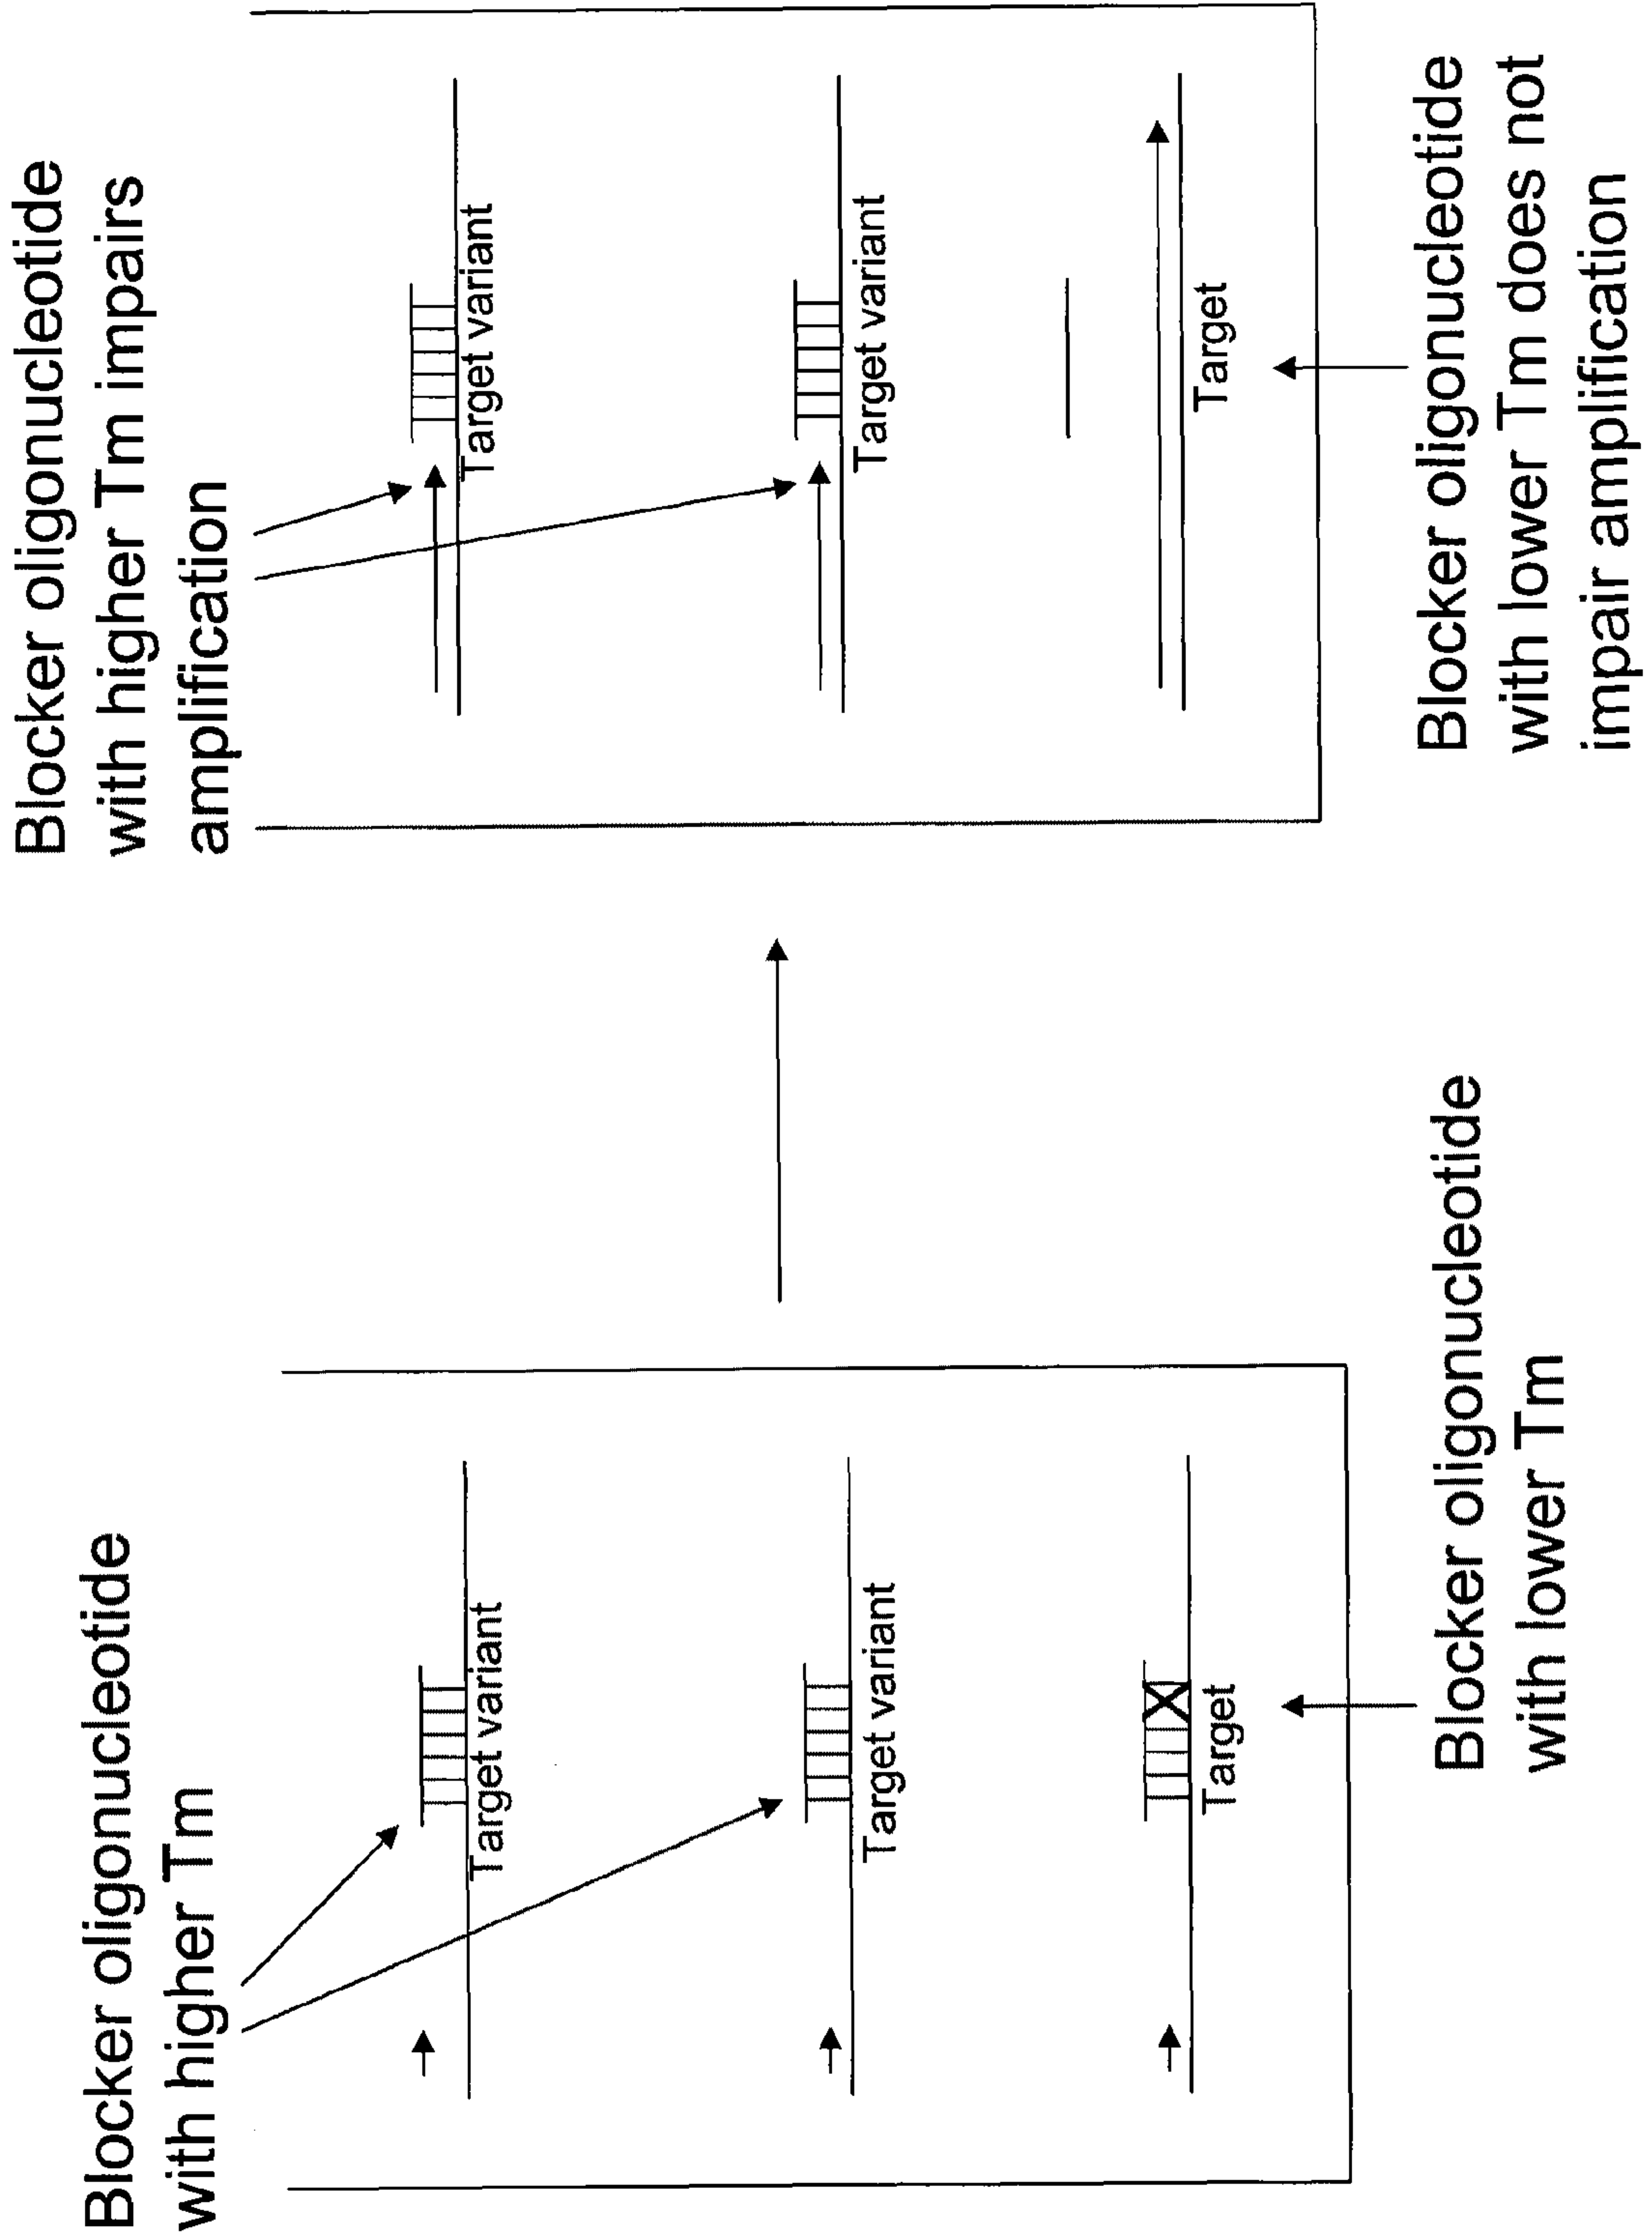 Blocker oligonucleotide
with higher Tm
Target variant
Target variant
Target
Blocker oligonucleotide
with lower Tm
Blocker oligonucleotide
with higher Tm impairs
amplification
Target variant
Target variant
Target
Blocker oligonucleotide
with lower Tm does not
impair amplification